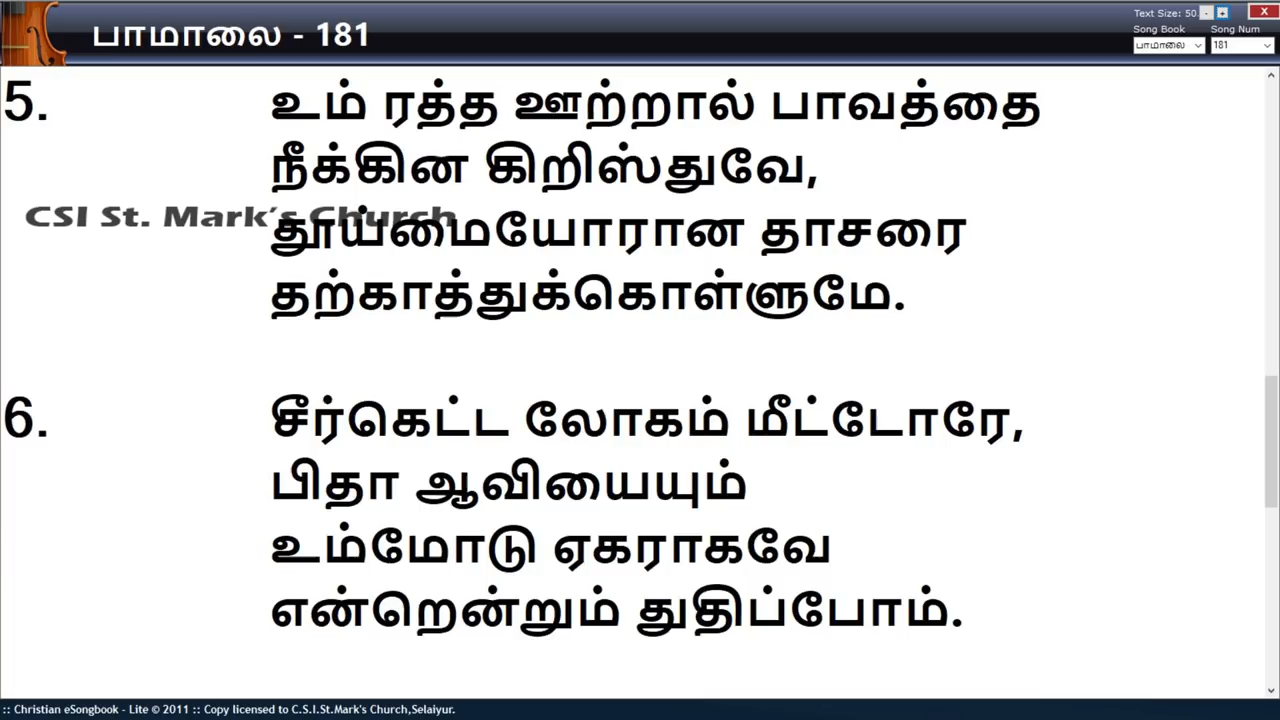 பாமாலை - 181
Text Size: 50. - + X
Song Book Song Num
பாமாலை 181
5. உம் ரத்த ஊற்றால் பாவத்தை
நீக்கின கிறிஸ்துவே,
CSI St. Mark's Church
தூய்மையோரான தாசரை
தற்காத்துக்கொள்ளுமே.
6. சீர்கெட்ட லோகம் மீட்டோரே,
பிதா ஆவியையும்
உம்மோடு ஏகராகவே
என்றென்றும் துதிப்போம்.
:: Christian eSongbook - Lite © 2011 :: Copy licensed to C.S.I.St.Mark's Church,Selaiyur.